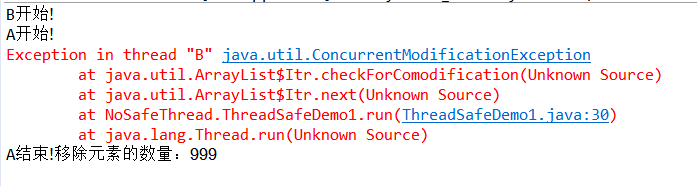 B开始!
A开始!
Exception in thread "B" java.util.ConcurrentModificationException
at java.util.ArrayList$Itr.checkForComodification(Unknown Source)
at java.util.ArrayList$Itr.next(Unknown Source)
at NoSafeThread.ThreadSafeDemo1.run(ThreadSafeDemo1.java:30)
at java.lang.Thread.run(Unknown Source)
A结束!移除元素的数量：999